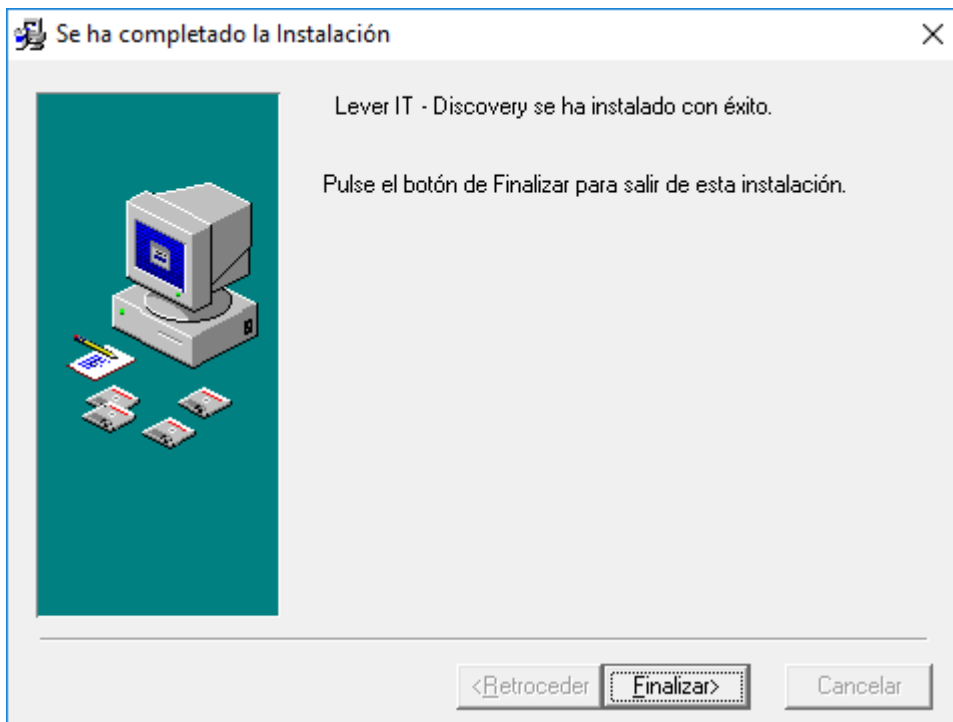 Se ha completado la Instalación
Lever IT - Discovery se ha instalado con éxito.
Pulse el botón de Finalizar para salir de esta instalación.
<Retroceder
Finalizar>
Cancelar